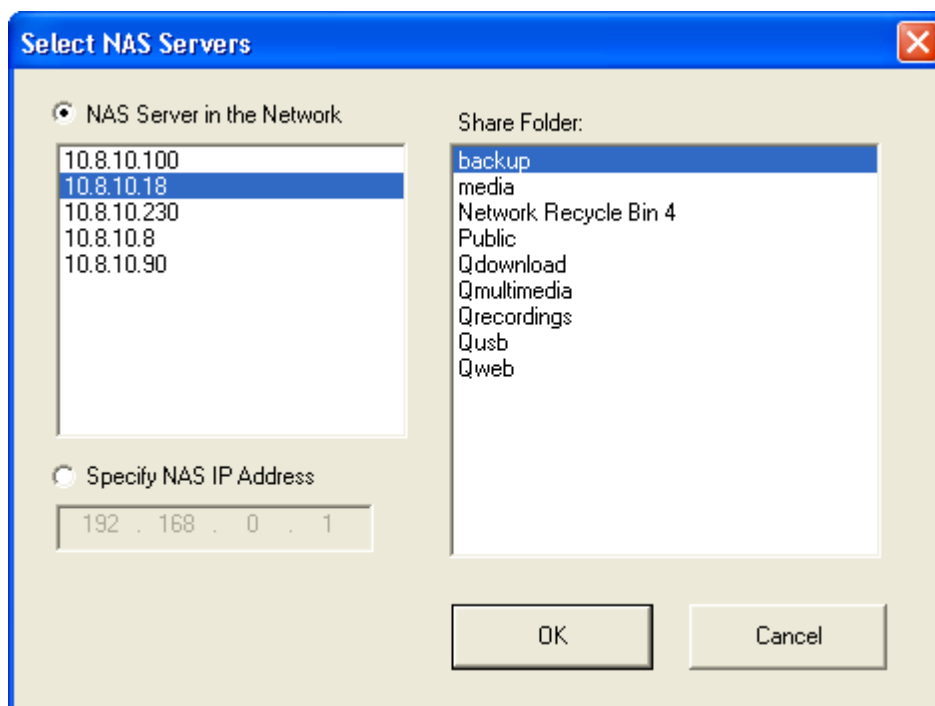 Select NAS Servers
NAS Server in the Network
10.8.10.100
10.8.10.18
10.8.10.230
10.8.10.8
10.8.10.90
Specify NAS IP Address
192 . 168 . 0 . 1
Share Folder:
backup
media
Network Recycle Bin 4
Public
Qdownload
Qmultimedia
Qrecordings
Qusb
Qweb
OK
Cancel